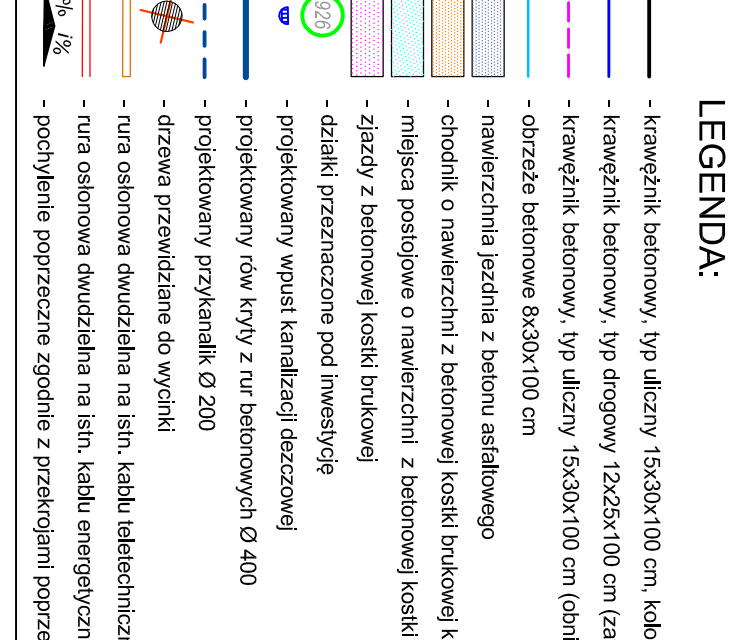 LEGENDA:
- krawężnik betonowy, typ uliczny 15x30x100 cm, kolo
- krawężnik betonowy, typ drogowy 12x25x100 cm (za
- krawężnik betonowy, typ uliczny 15x30x100 cm (obni
- obrzeże betonowe 8x30x100 cm
- nawierzchnia jezdnia z betonu asfaltowego
- chodnik o nawierzchni z betonowej kostki brukowej k
- miejsca postojowe o nawierzchni z betonowej kostki
- zjazdy z betonowej kostki brukowej
926 - działki przeznaczone pod inwestycję
- projektowany wpust kanalizacji dezczowej
- projektowany rów kryty z rur betonowych Ø 400
- projektowany przykanalik Ø 200
- drzewa przewidziane do wycinki
- rura osłonowa dwudzielna na istn. kablu teletechniczn
- rura osłonowa dwudzielna na istn. kablu energetyczn
% i% - pochylenie poprzeczne zgodnie z przekrojami poprze